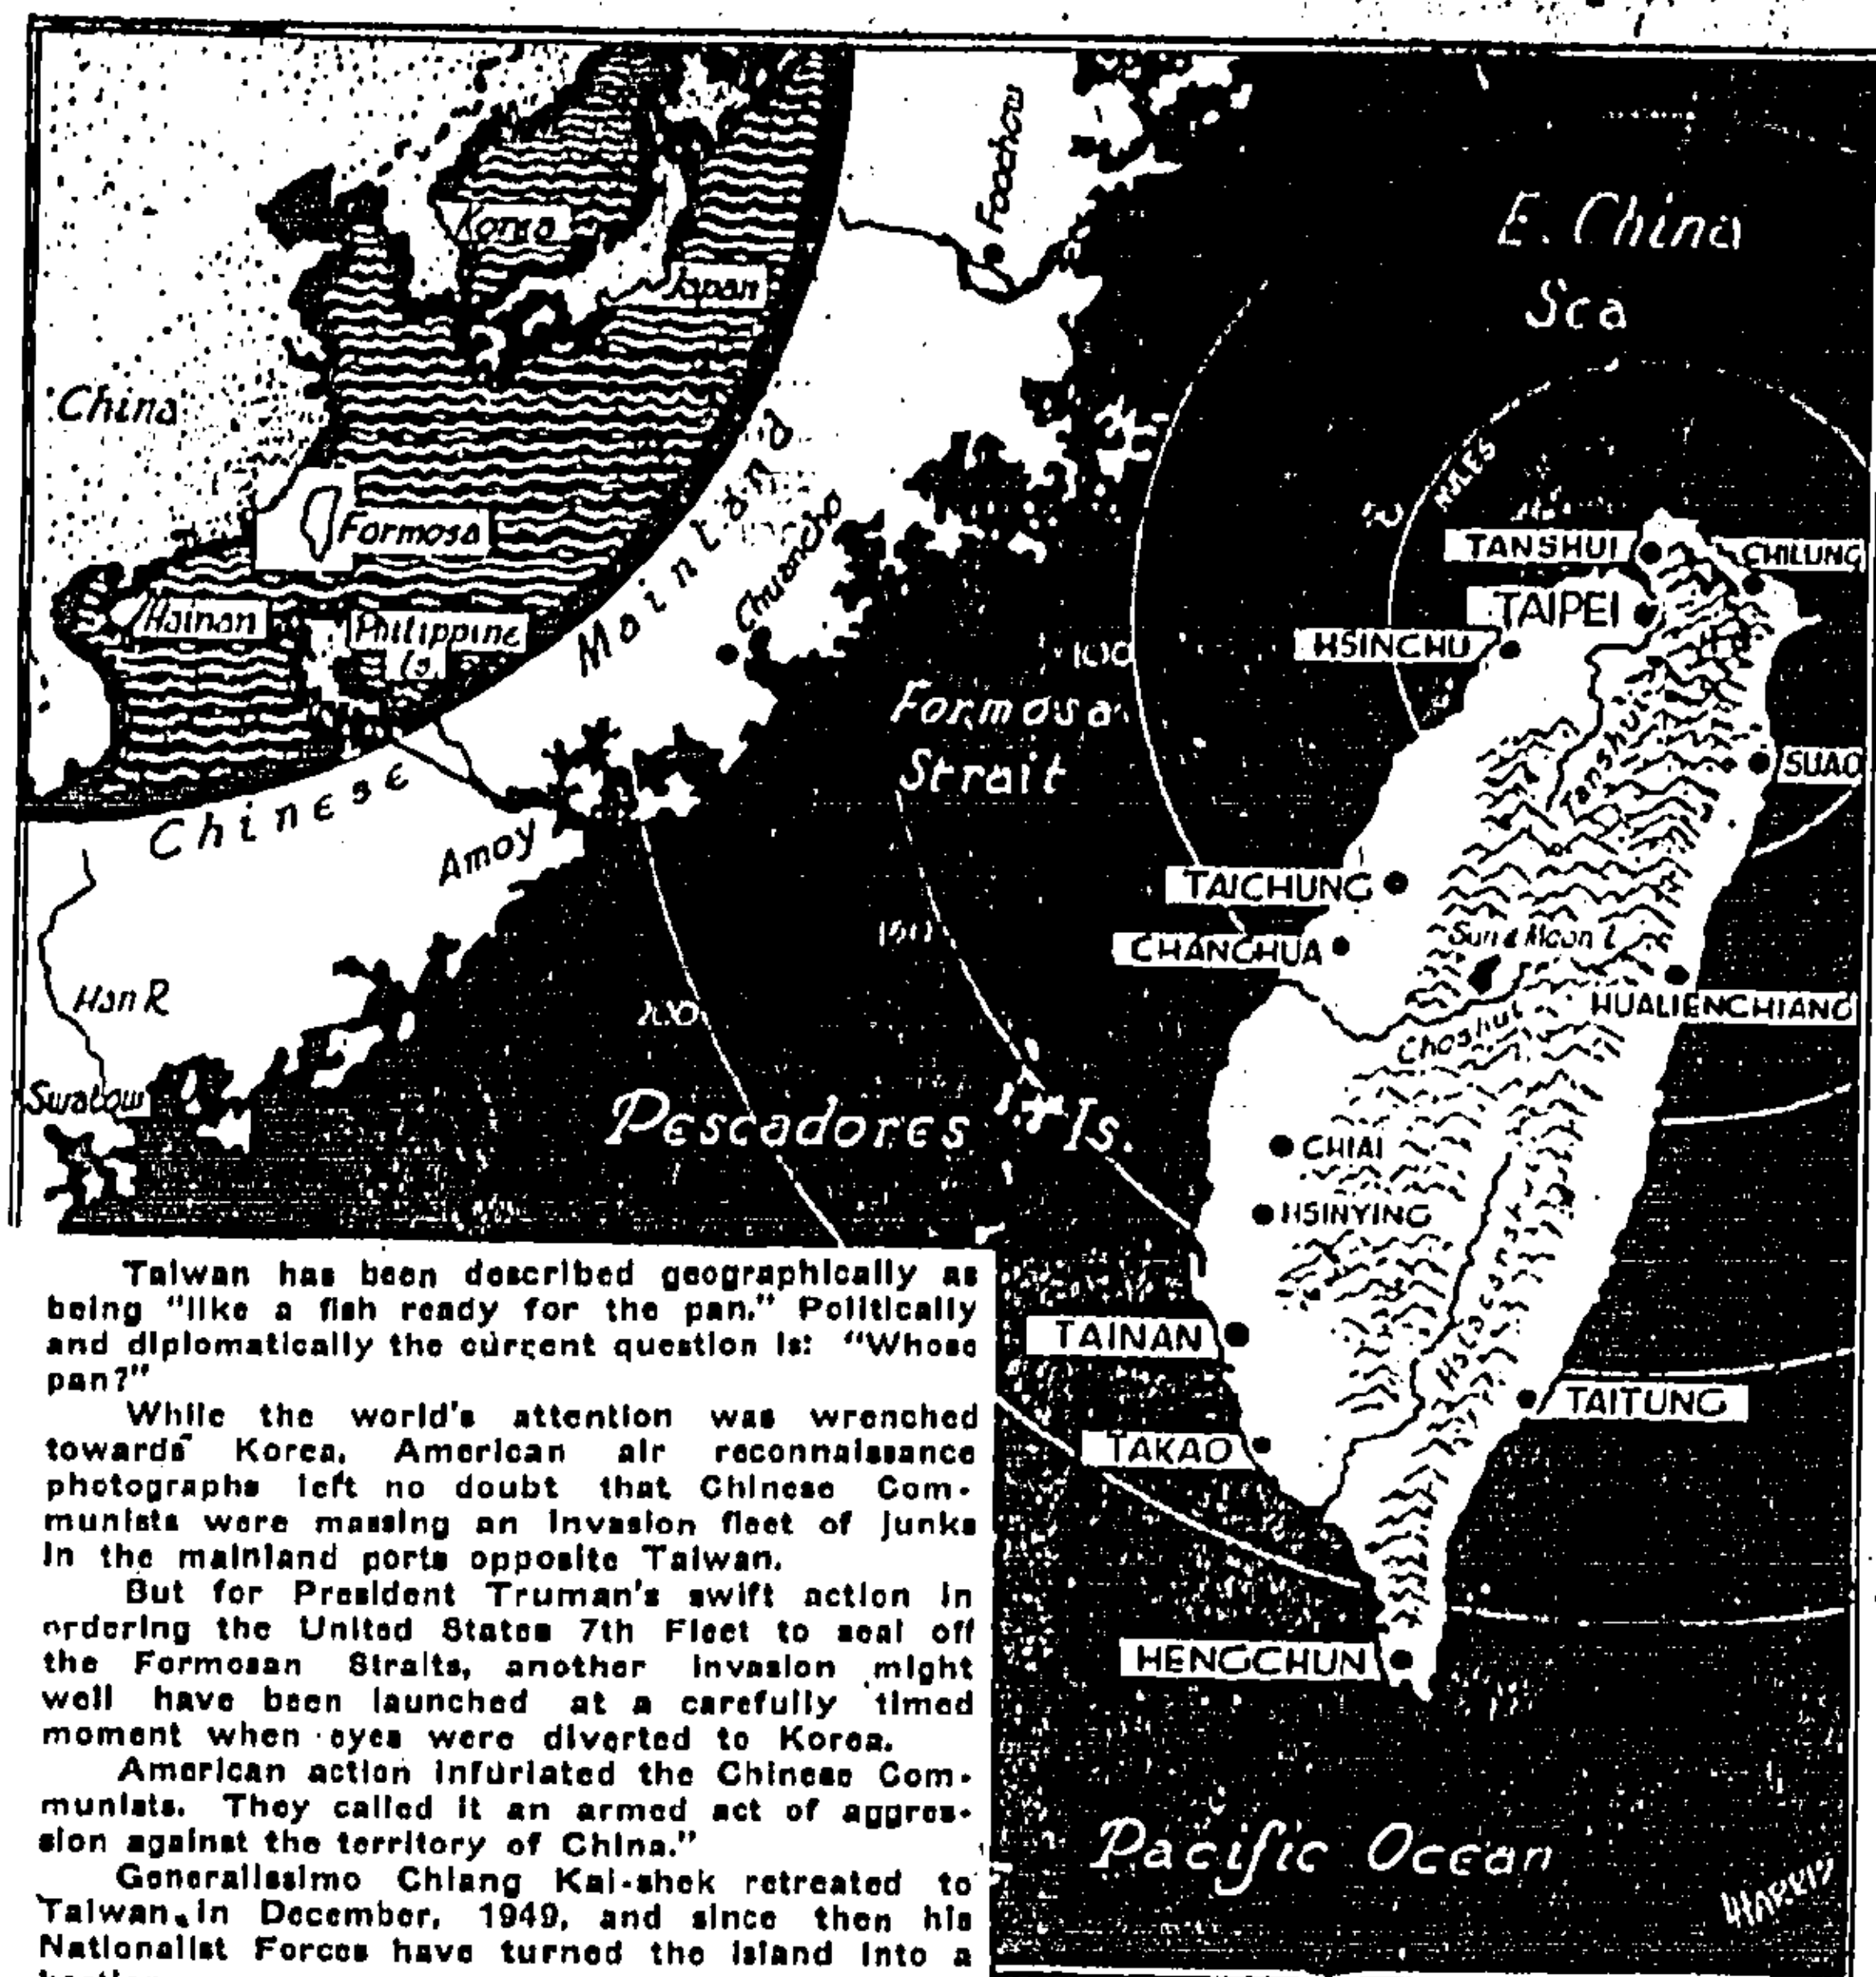 Foochow
E. China
Sea
Korea
Japan
China
Formosa
Hainan
Philippine
Is.
Chinese Mainland
Chuancho
Amoy
Han R
Swatow
Formosa
Strait
50 MILES
100
150
200
Pescadores Is.
TANSHUI
CHILUNG
TAIPEI
HSINCHU
Tanshui
SUAO
TAICHUNG
CHANGHUA
Sun & Moon L
HUALIENCHIANG
Choshui
CHIAI
HSINYING
TAINAN
TAITUNG
TAKAO
HENGCHUN
Pacific Ocean
HARRIS
Taiwan has been described geographically as
being "like a fish ready for the pan." Politically
and diplomatically the current question is: "Whose
pan?"
While the world's attention was wrenched
towards Korea, American air reconnaissance
photographs left no doubt that Chinese Com-
munists were massing an invasion fleet of junks
in the mainland ports opposite Taiwan.
But for President Truman's swift action in
ordering the United States 7th Fleet to seal off
the Formosan Straits, another invasion might
well have been launched at a carefully timed
moment when eyes were diverted to Korea.
American action infuriated the Chinese Com-
munists. They called it an armed act of aggres-
sion against the territory of China."
Generalissimo Chiang Kai-shek retreated to
Taiwan in December, 1949, and since then his
Nationalist Forces have turned the island into a